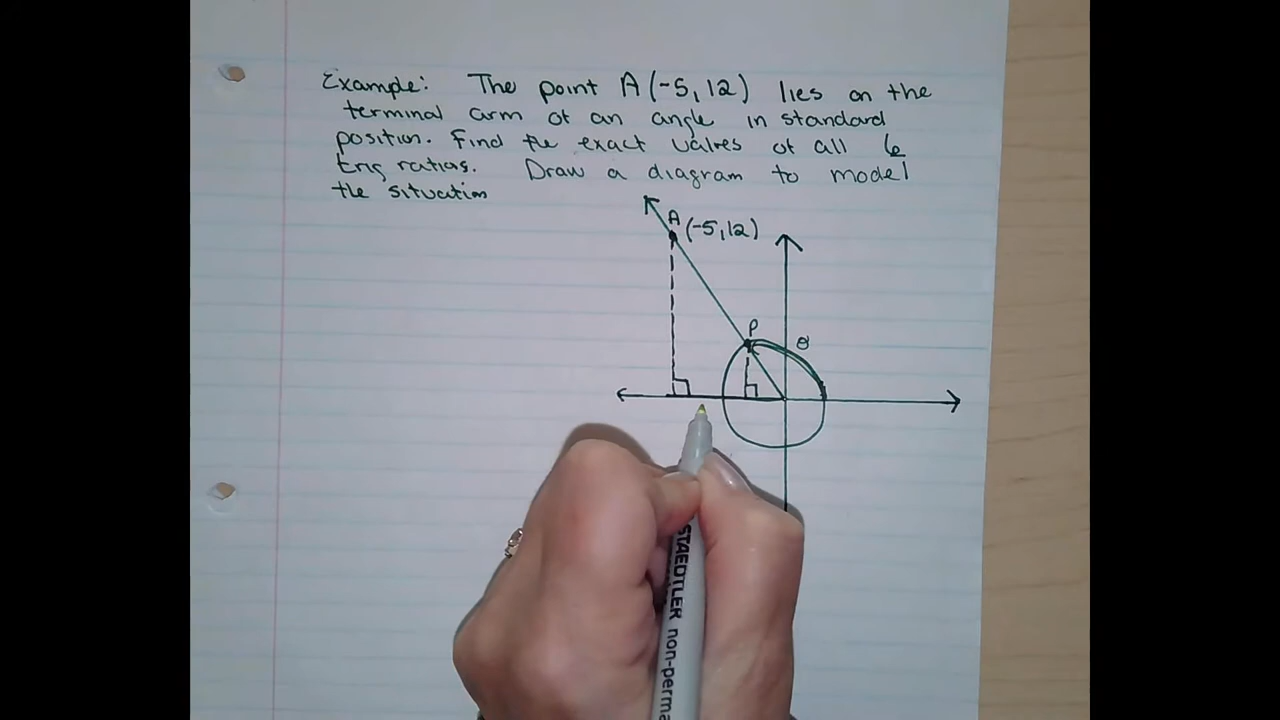 Example: The point A(-5, 12) lies on the
terminal arm of an angle in standard
position. Find the exact values of all 6
trig ratios. Draw a diagram to model
the situation
A
(-5, 12)
P
θ
STAEDTLER non-perma